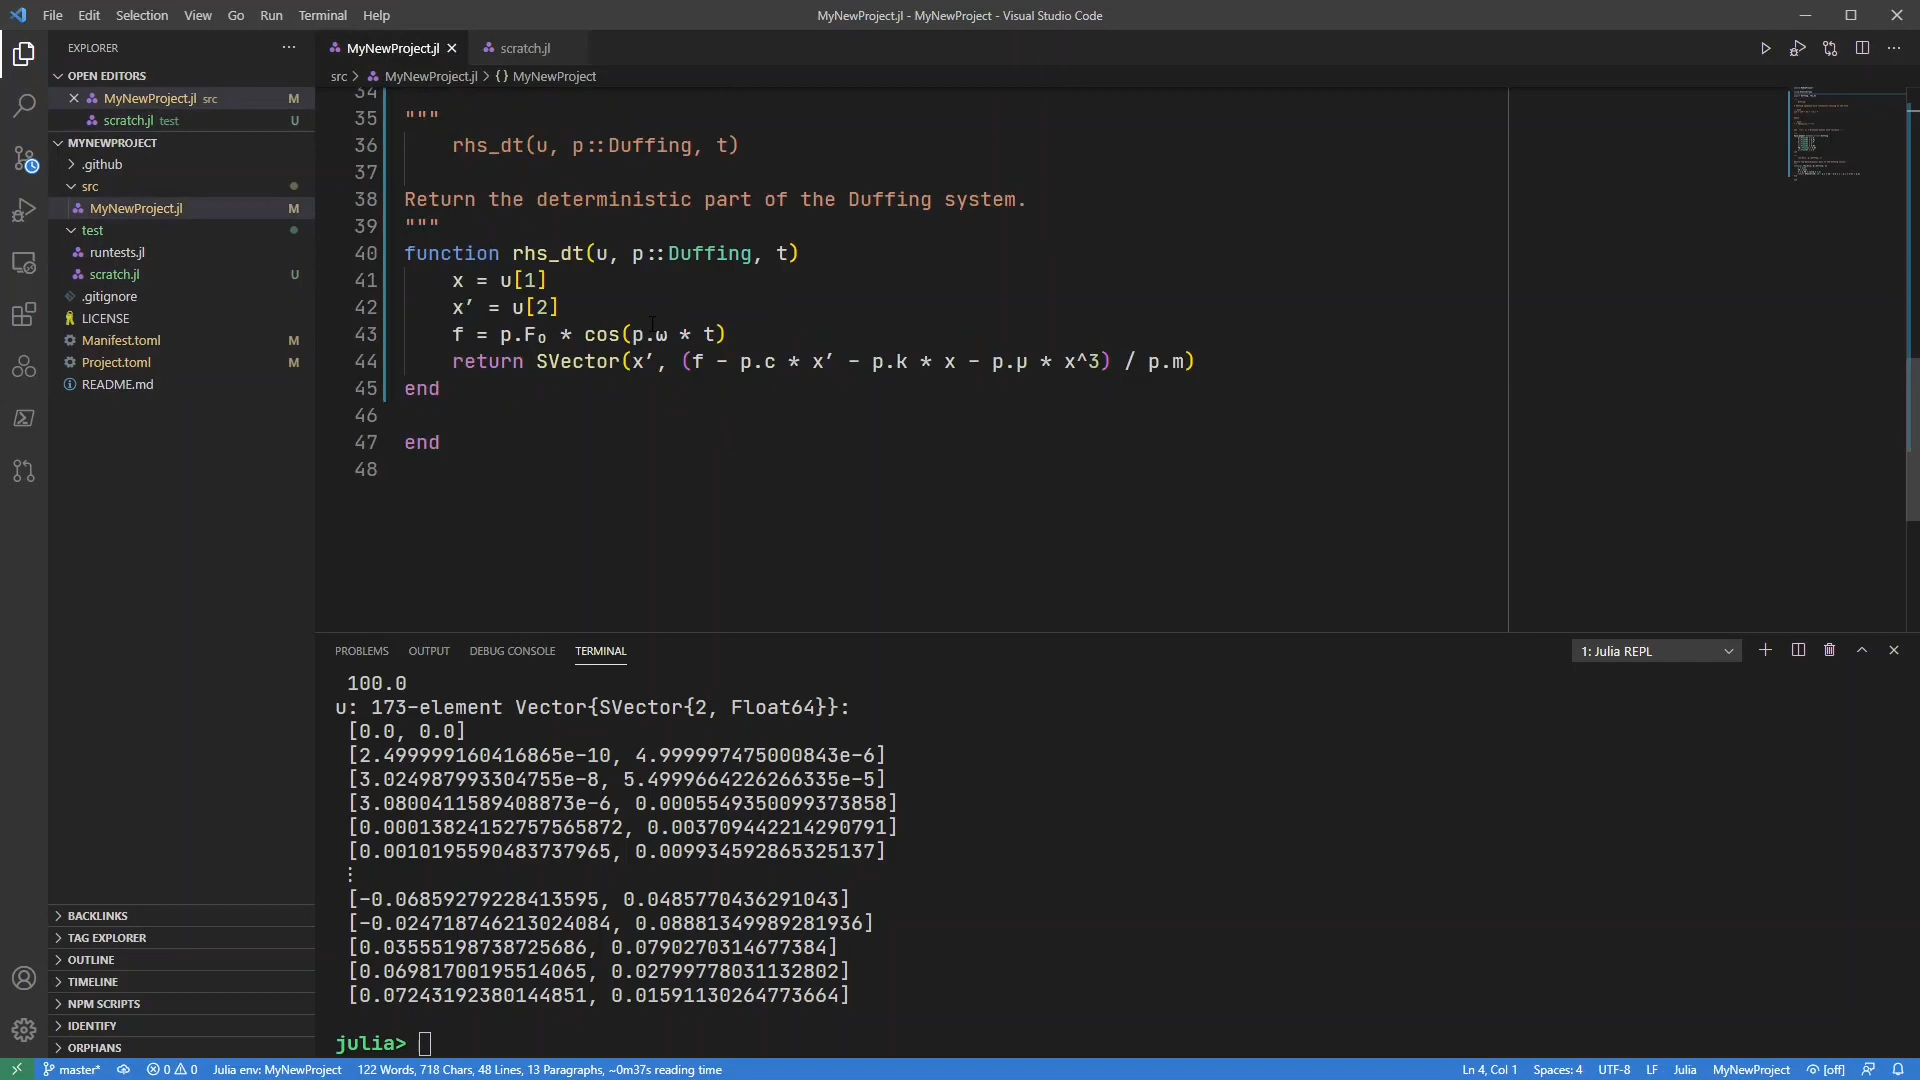 File Edit Selection View Go Run Terminal Help
MyNewProject.jl - MyNewProject - Visual Studio Code
EXPLORER
OPEN EDITORS
MyNewProject.jl src M
scratch.jl test U
MYNEWPROJECT
.github
src
MyNewProject.jl M
test
runtests.jl
scratch.jl U
.gitignore
LICENSE
Manifest.toml M
Project.toml M
README.md
BACKLINKS
TAG EXPLORER
OUTLINE
TIMELINE
NPM SCRIPTS
IDENTIFY
ORPHANS
MyNewProject.jl scratch.jl
src > MyNewProject.jl > {} MyNewProject
34
35 """
36 rhs_dt(u, p::Duffing, t)
37
38 Return the deterministic part of the Duffing system.
39 """
40 function rhs_dt(u, p::Duffing, t)
41 x = u[1]
42 x′ = u[2]
43 f = p.F₀ * cos(p.ω * t)
44 return SVector(x′, (f - p.c * x′ - p.k * x - p.μ * x^3) / p.m)
45 end
46
47 end
48
PROBLEMS OUTPUT DEBUG CONSOLE TERMINAL
1: Julia REPL
100.0
u: 173-element Vector{SVector{2, Float64}}:
[0.0, 0.0]
[2.499999160416865e-10, 4.999997475000843e-6]
[3.024987993304755e-8, 5.4999664226266335e-5]
[3.0800411589408873e-6, 0.0005549350099373858]
[0.00013824152757565872, 0.0037094422142907​91]
[0.0010195590483737965, 0.009934592865325137]
⋮
[-0.06859279228413595, 0.0485770436291043]
[-0.024718746213024084, 0.08881349989281936]
[0.03555198738725686, 0.0790270314677384]
[0.06981700195514065, 0.02799778031132802]
[0.07243192380144851, 0.01591130264773664]
julia>
master* 0 0 Julia env: MyNewProject 122 Words, 718 Chars, 48 Lines, 13 Paragraphs, ~0m37s reading time Ln 4, Col 1 Spaces: 4 UTF-8 LF Julia MyNewProject [off]